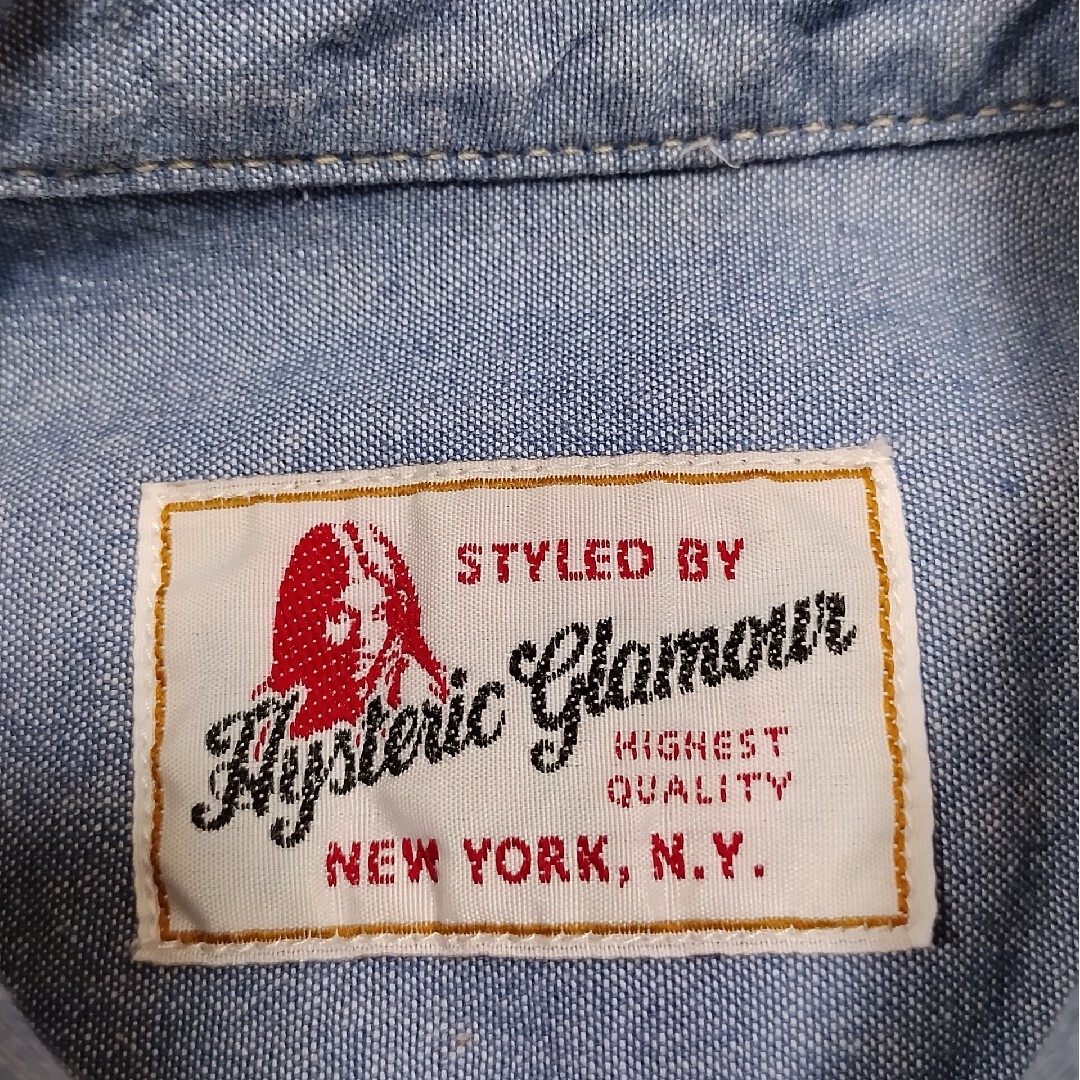 STYLED BY
Hysteric Glamour
HIGHEST
QUALITY
NEW YORK, N.Y.